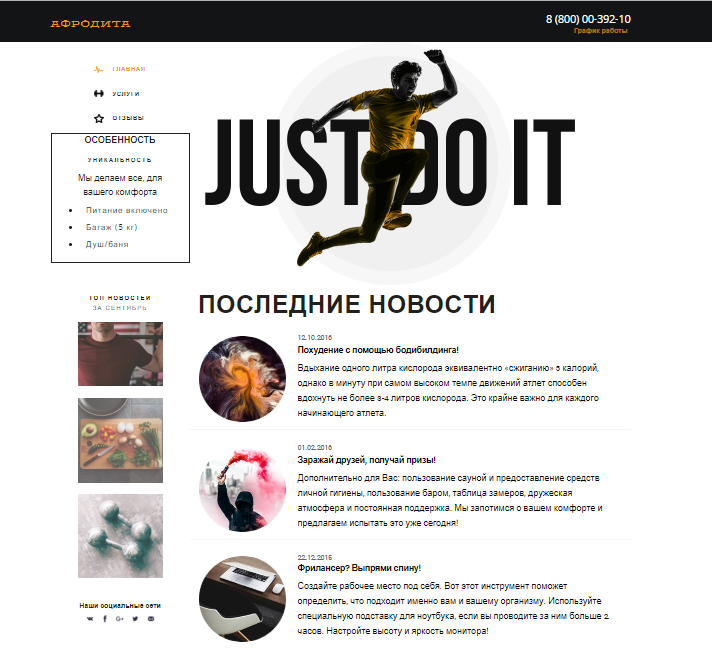 АФРОДИТА
8 (800) 00-392-10
График работы
ГЛАВНАЯ
УСЛУГИ
ОТЗЫВЫ
ОСОБЕННОСТЬ
УНИКАЛЬНОСТЬ
Мы делаем все, для
вашего комфорта
Питание включено
Багаж (5 кг)
Душ/баня
JUST DO IT
ТОП НОВОСТЕЙ
ЗА СЕНТЯБРЬ
Наши социальные сети
ПОСЛЕДНИЕ НОВОСТИ
12.10.2016
Похудение с помощью бодибилдинга!
Вдыхание одного литра кислорода эквивалентно «сжиганию» 5 калорий,
однако в минуту при самом высоком темпе движений атлет способен
вдохнуть не более 3-4 литров кислорода. Это крайне важно для каждого
начинающего атлета.
01.02.2016
Заражай друзей, получай призы!
Дополнительно для Вас: пользование сауной и предоставление средств
личной гигиены, пользование баром, таблица замеров, дружеская
атмосфера и постоянная поддержка. Мы запотимся о вашем комфорте и
предлагаем испытать это уже сегодня!
22.12.2015
Фрилансер? Выпрями спину!
Создайте рабочее место под себя. Вот этот инструмент поможет
определить, что подходит именно вам и вашему организму. Используйте
специальную подставку для ноутбука, если вы проводите за ним больше 2
часов. Настройте высоту и яркость монитора!